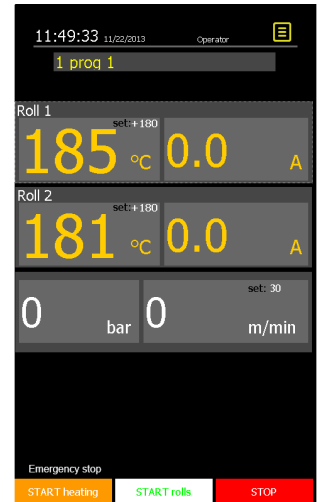 11:49:33 11/22/2013 Operator
1 prog 1
Roll 1
set:+180
185 °C 0.0 A
Roll 2
set:+180
181 °C 0.0 A
set: 30
0 bar 0 m/min
Emergency stop
START heating START rolls STOP